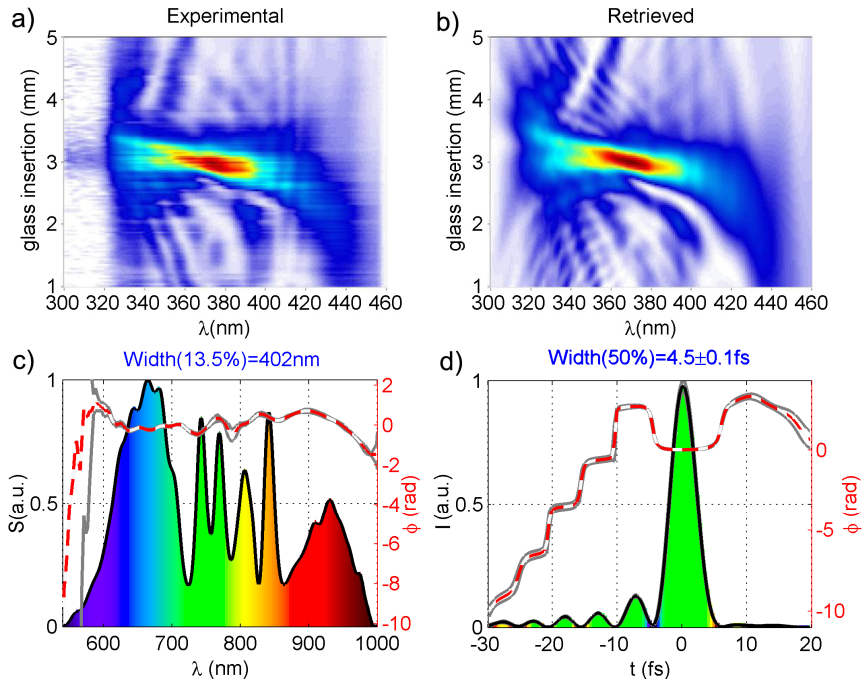 a)
Experimental
glass insertion (mm)
5
4
3
2
1
300 320 340 360 380 400 420 440 460
λ(nm)
b)
Retrieved
glass insertion (mm)
5
4
3
2
1
300 320 340 360 380 400 420 440 460
λ(nm)
c)
Width(13.5%)=402nm
S(a.u.)
1
0.5
0
600 700 800 900 1000
λ (nm)
2
0
-2
-4
-6
-8
-10
ϕ (rad)
d)
Width(50%)=4.5±0.1fs
I (a.u.)
1
0.5
0
-30 -20 -10 0 10 20
t (fs)
0
-5
-10
ϕ (rad)